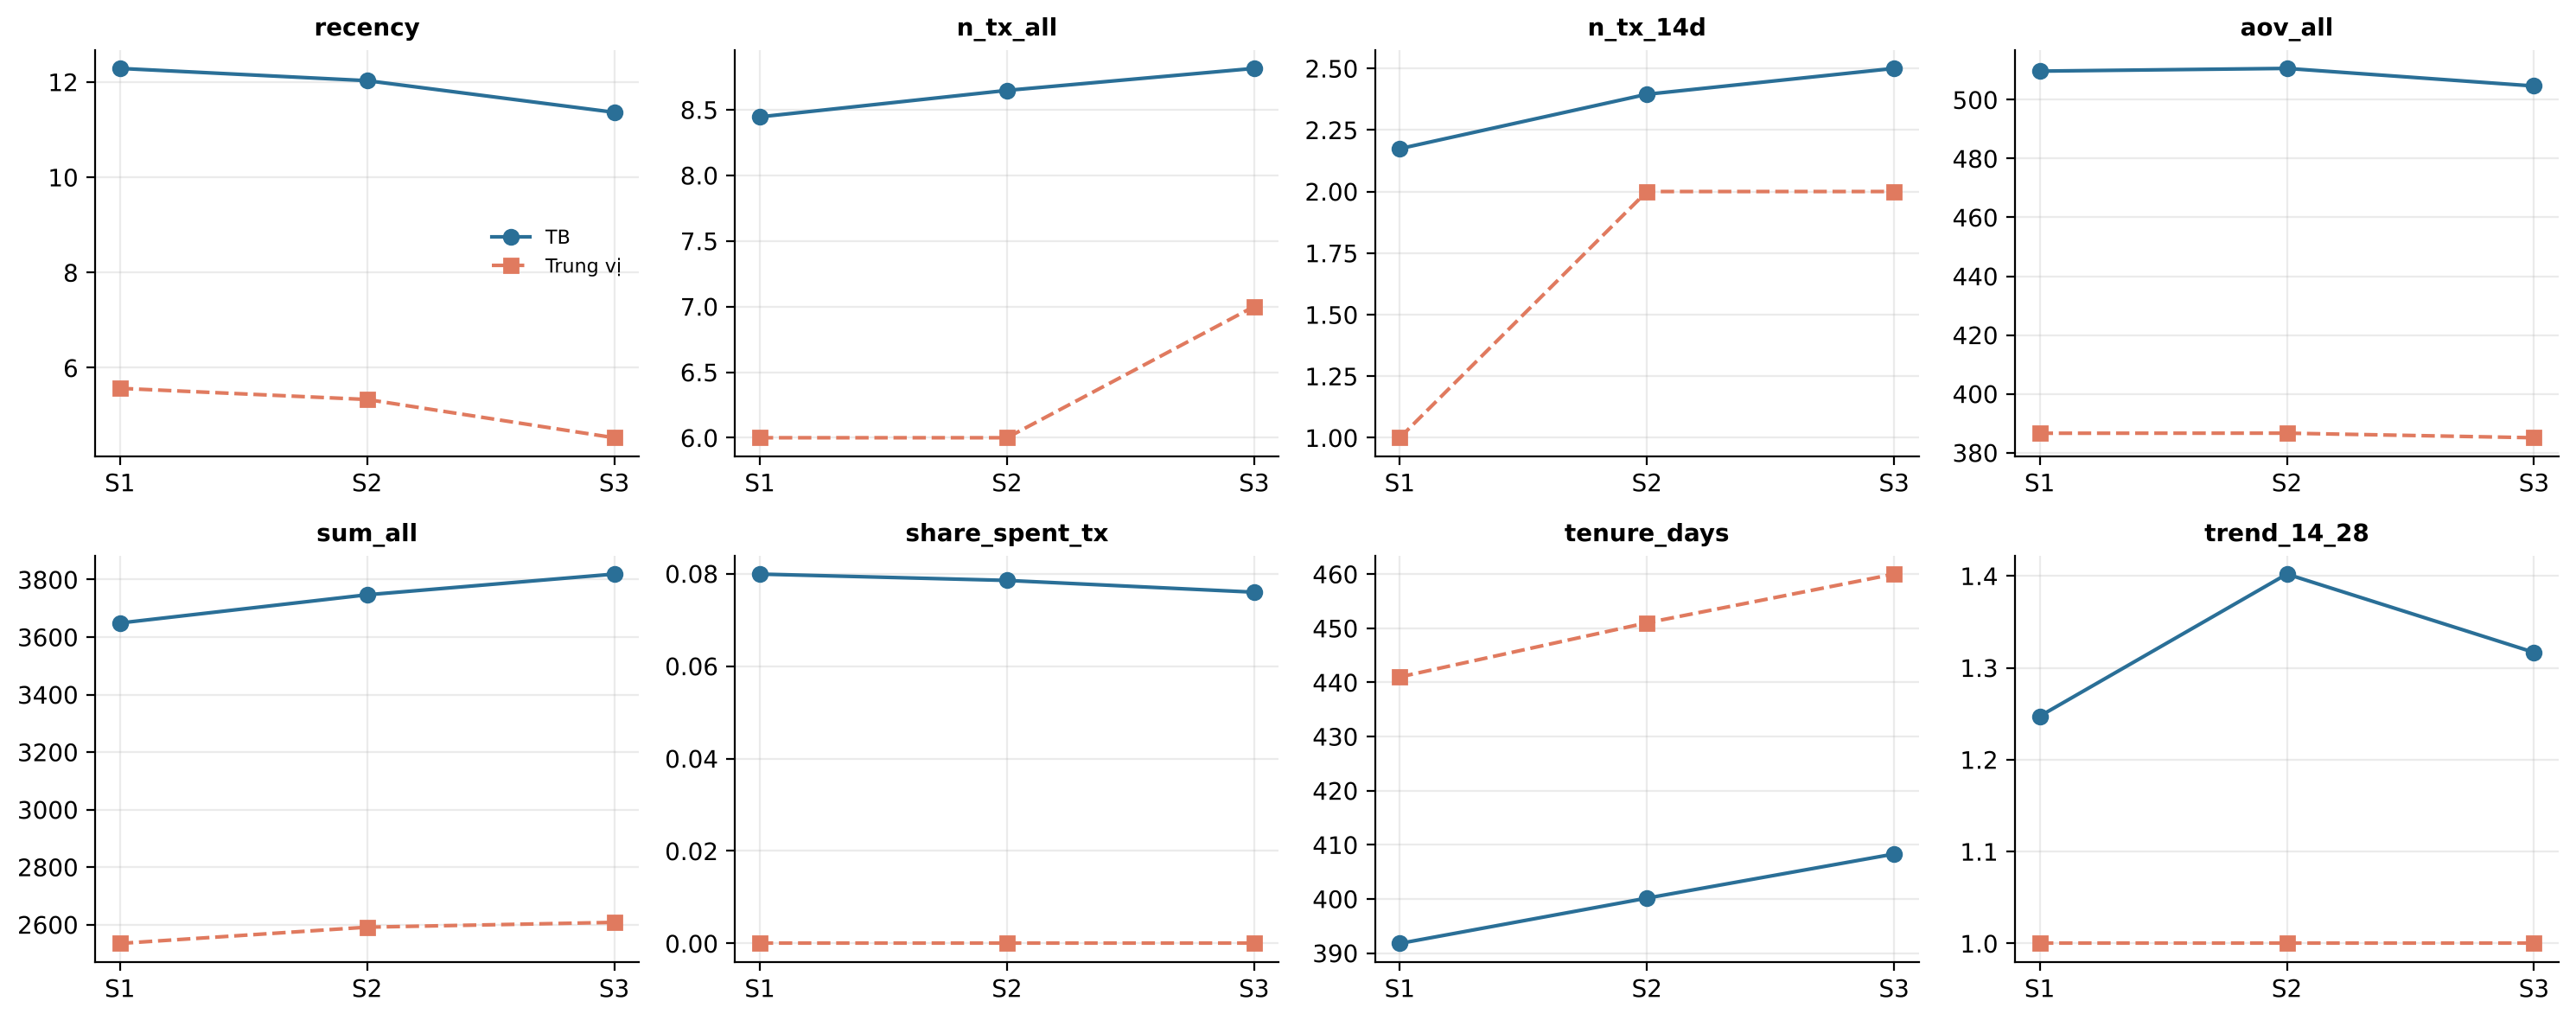 recency
12
10
8
6
TB
Trung vị
S1 S2 S3
n_tx_all
8.5
8.0
7.5
7.0
6.5
6.0
S1 S2 S3
n_tx_14d
2.50
2.25
2.00
1.75
1.50
1.25
1.00
S1 S2 S3
aov_all
500
480
460
440
420
400
380
S1 S2 S3
sum_all
3800
3600
3400
3200
3000
2800
2600
S1 S2 S3
share_spent_tx
0.08
0.06
0.04
0.02
0.00
S1 S2 S3
tenure_days
460
450
440
430
420
410
400
390
S1 S2 S3
trend_14_28
1.4
1.3
1.2
1.1
1.0
S1 S2 S3